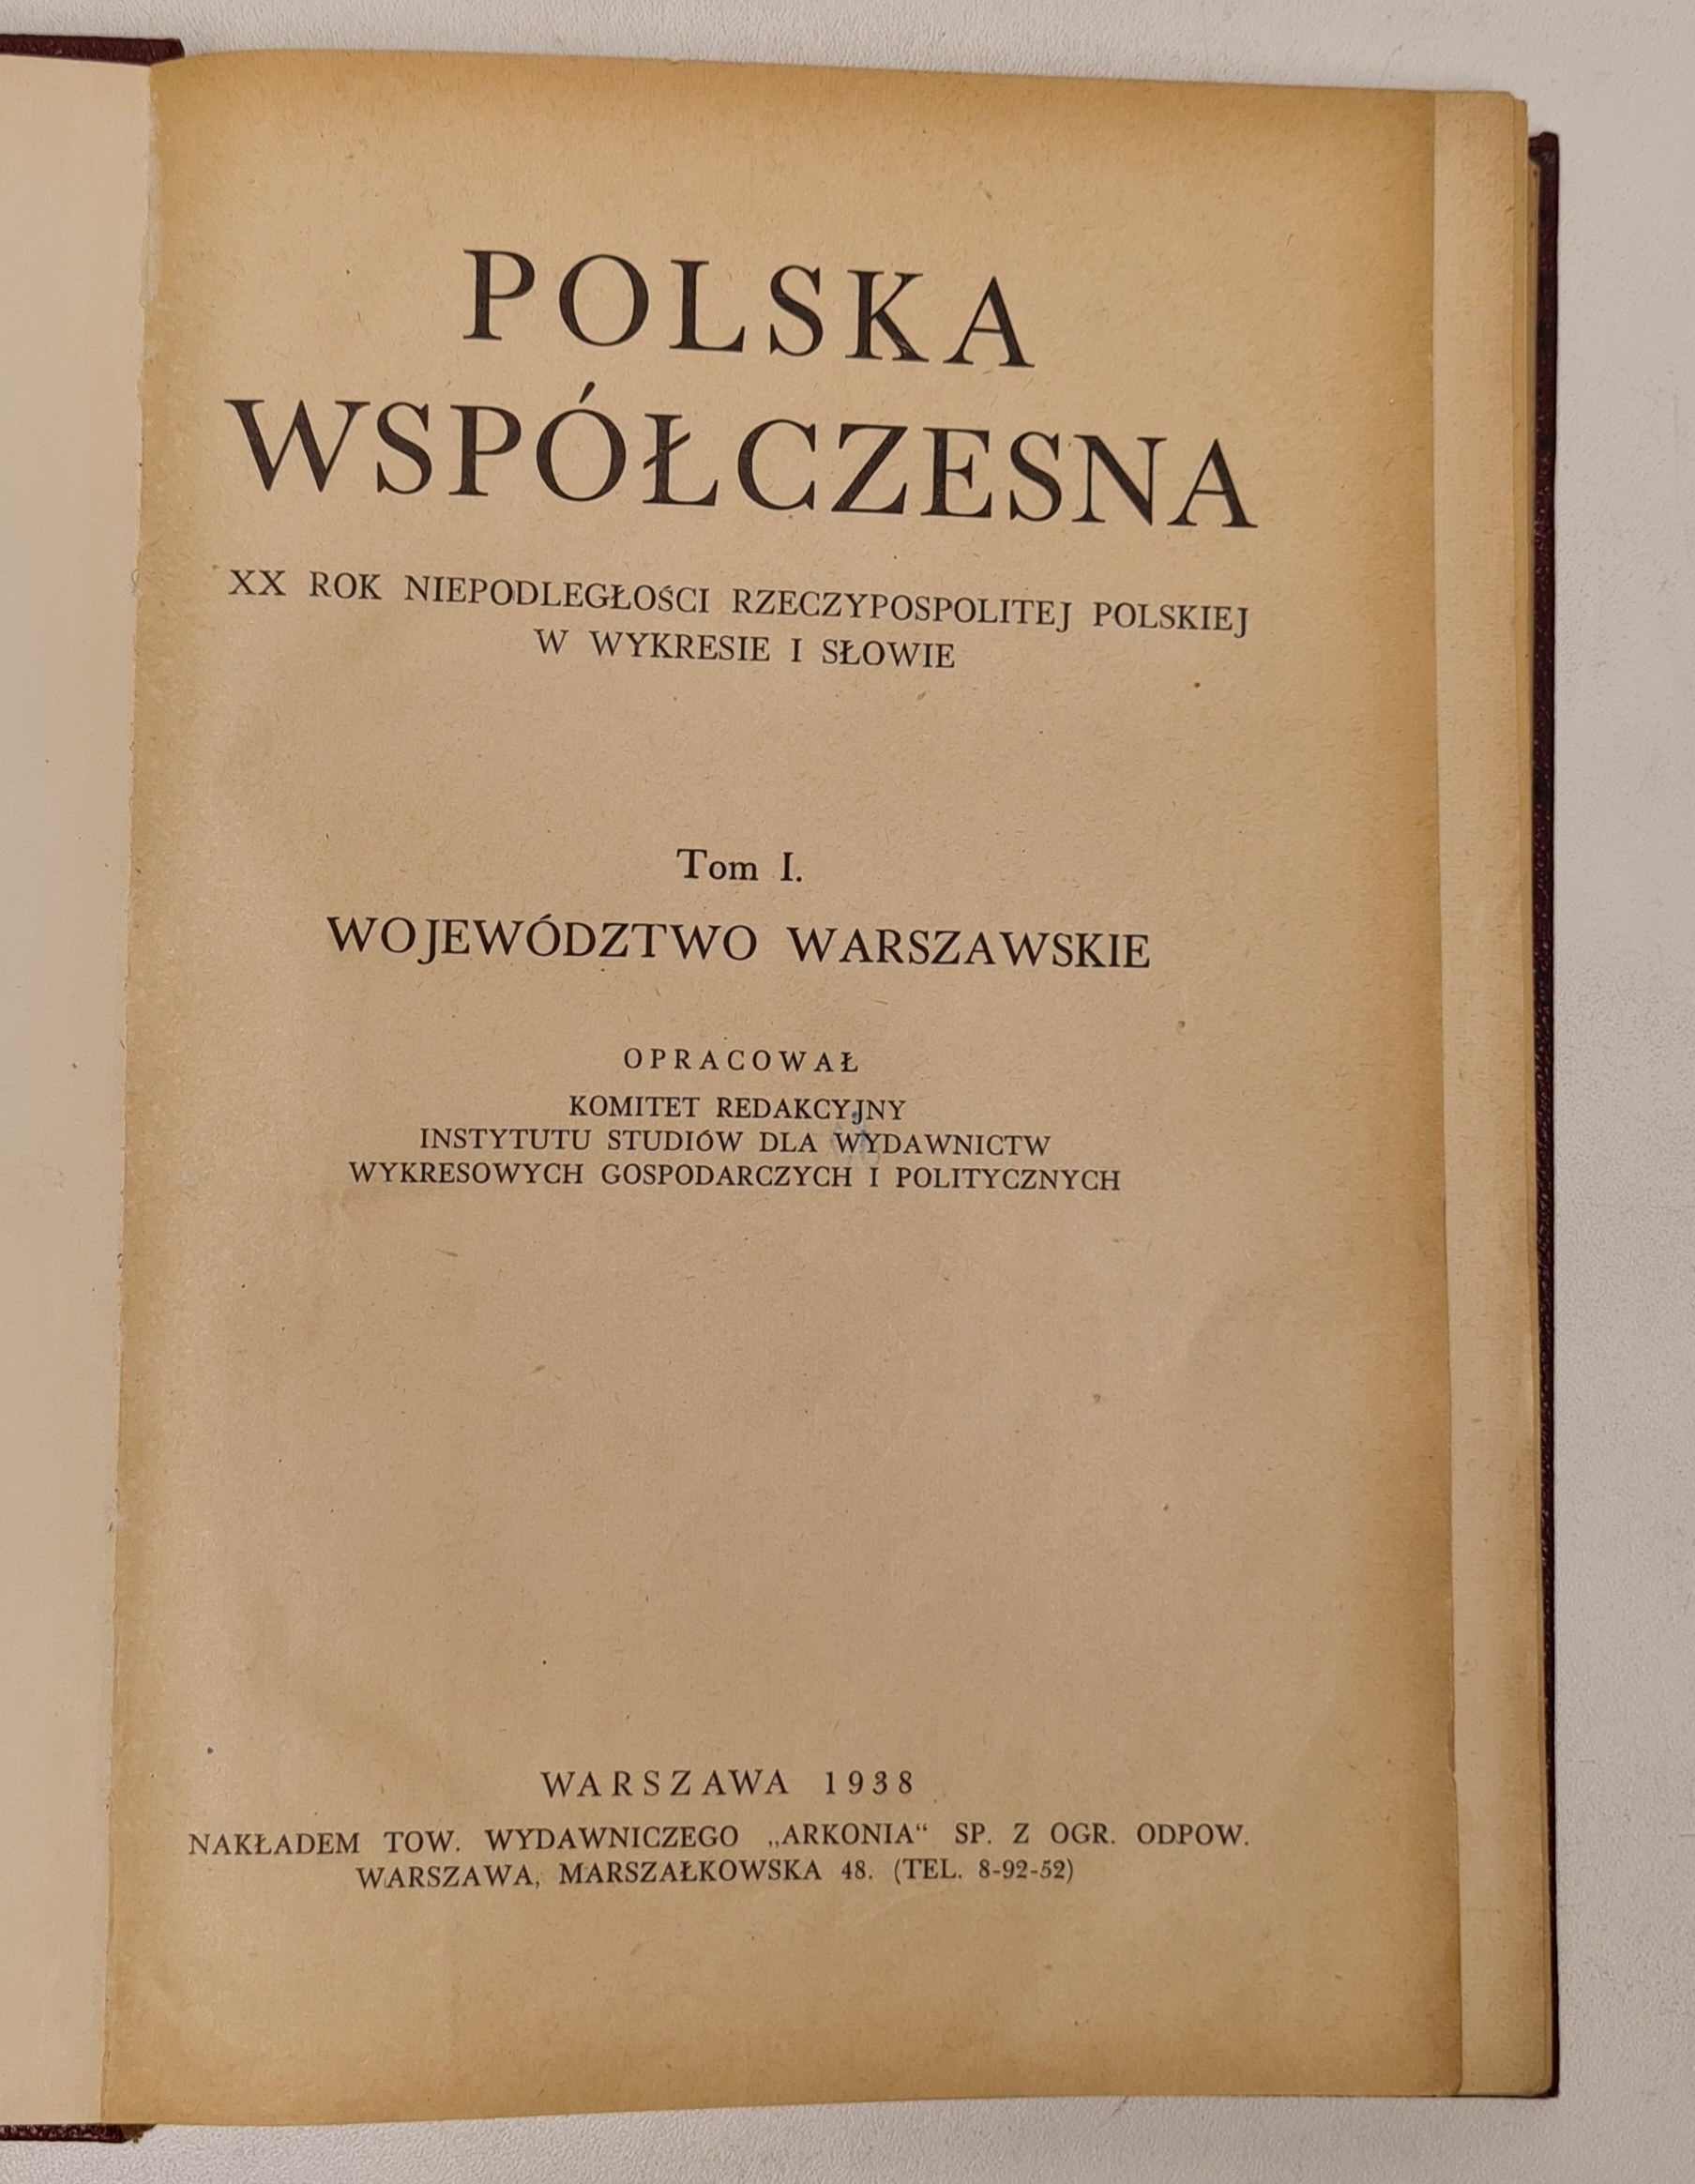 POLSKA
WSPÓŁCZESNA
XX ROK NIEPODLEGŁOŚCI RZECZYPOSPOLITEJ POLSKIEJ
W WYKRESIE I SŁOWIE
Tom I.
WOJEWÓDZTWO WARSZAWSKIE
OPRACOWAŁ
KOMITET REDAKCYJNY
INSTYTUTU STUDIÓW DLA WYDAWNICTW
WYKRESOWYCH GOSPODARCZYCH I POLITYCZNYCH
WARSZAWA 1938
NAKŁADEM TOW. WYDAWNICZEGO „ARKONIA“ SP. Z OGR. ODPOW.
WARSZAWA, MARSZAŁKOWSKA 48. (TEL. 8-92-52)